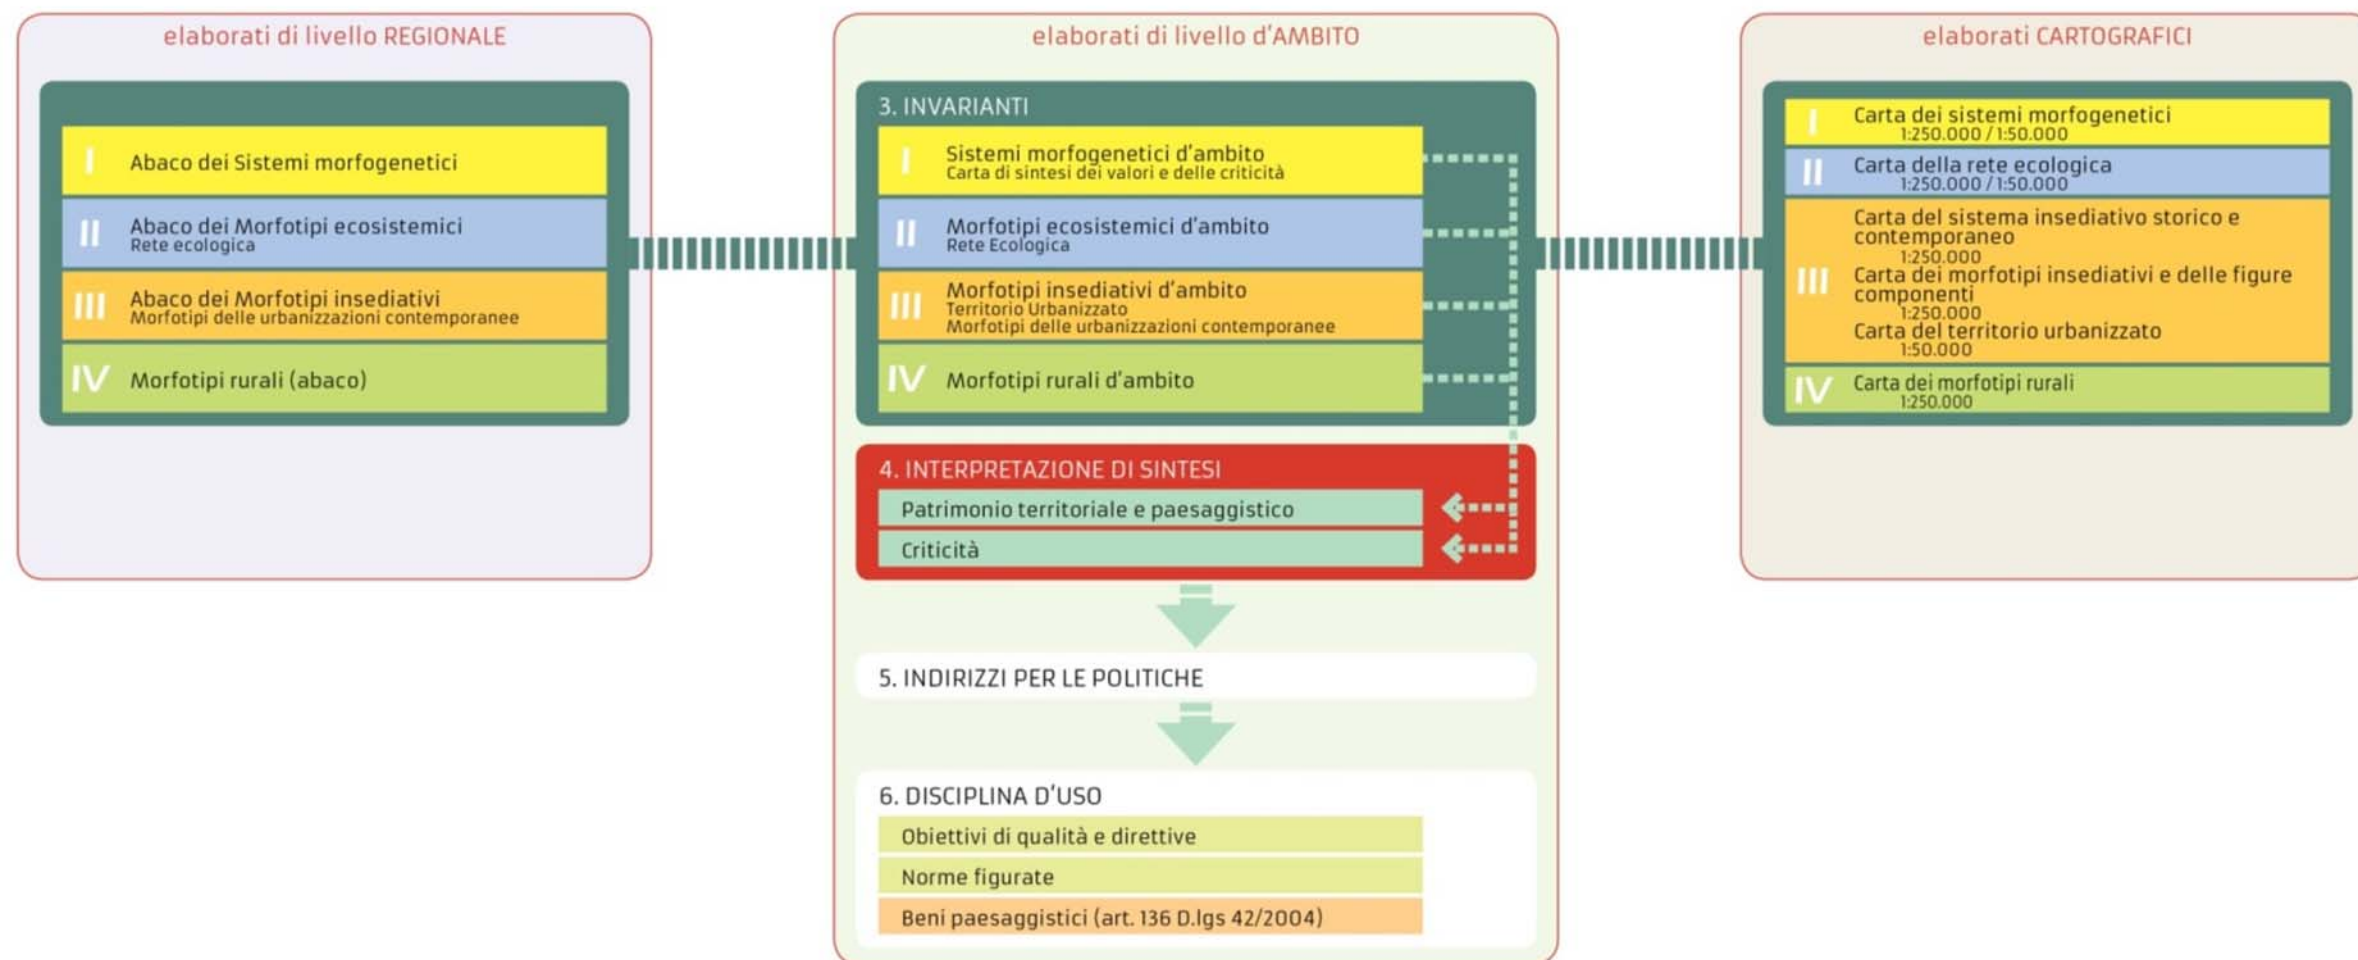 elaborati di livello REGIONALE
I
Abaco dei Sistemi morfogenetici
II
Abaco dei Morfotipi ecosistemici
Rete ecologica
III
Abaco dei Morfotipi insediativi
Morfotipi delle urbanizzazioni contemporanee
IV
Morfotipi rurali (abaco)
elaborati di livello d'AMBITO
3. INVARIANTI
I
Sistemi morfogenetici d'ambito
Carta di sintesi dei valori e delle criticità
II
Morfotipi ecosistemici d'ambito
Rete Ecologica
III
Morfotipi insediativi d'ambito
Territorio Urbanizzato
Morfotipi delle urbanizzazioni contemporanee
IV
Morfotipi rurali d'ambito
4. INTERPRETAZIONE DI SINTESI
Patrimonio territoriale e paesaggistico
Criticità
5. INDIRIZZI PER LE POLITICHE
6. DISCIPLINA D'USO
Obiettivi di qualità e direttive
Norme figurate
Beni paesaggistici (art. 136 D.lgs 42/2004)
elaborati CARTOGRAFICI
I
Carta dei sistemi morfogenetici
1:250.000 / 1:50.000
II
Carta della rete ecologica
1:250.000 / 1:50.000
III
Carta del sistema insediativo storico e
contemporaneo
1:250.000
Carta dei morfotipi insediativi e delle figure
componenti
1:250.000
Carta del territorio urbanizzato
1:50.000
IV
Carta dei morfotipi rurali
1:250.000